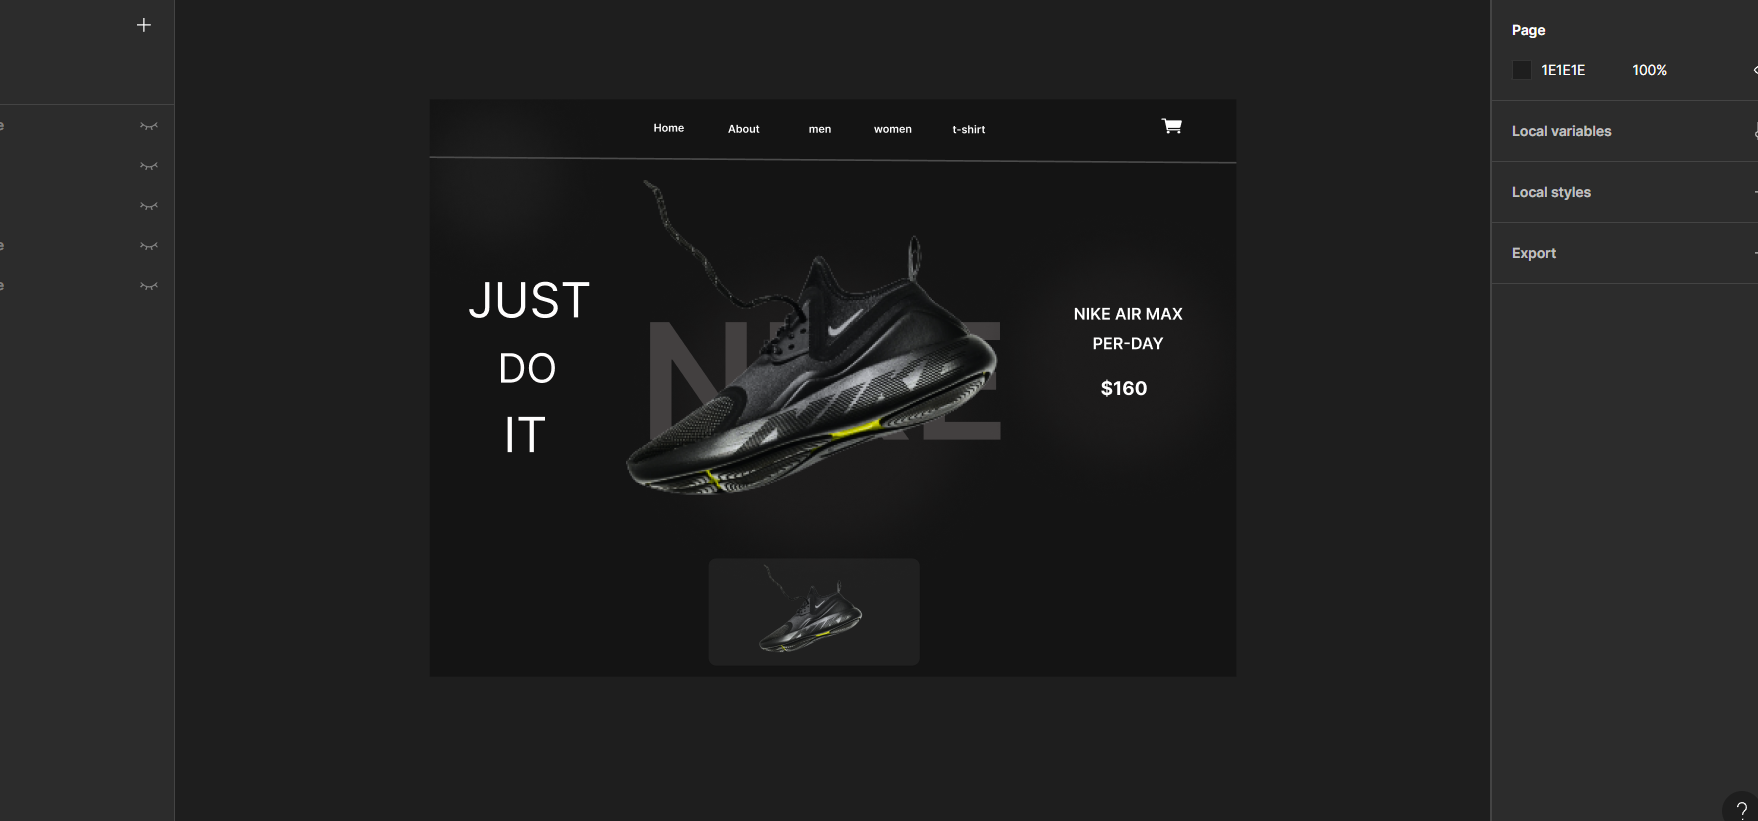 Page
1E1E1E 100%
Local variables
Local styles
Export
Home About men women t-shirt
JUST
DO
IT
NIKE
NIKE AIR MAX
PER-DAY
$160
?